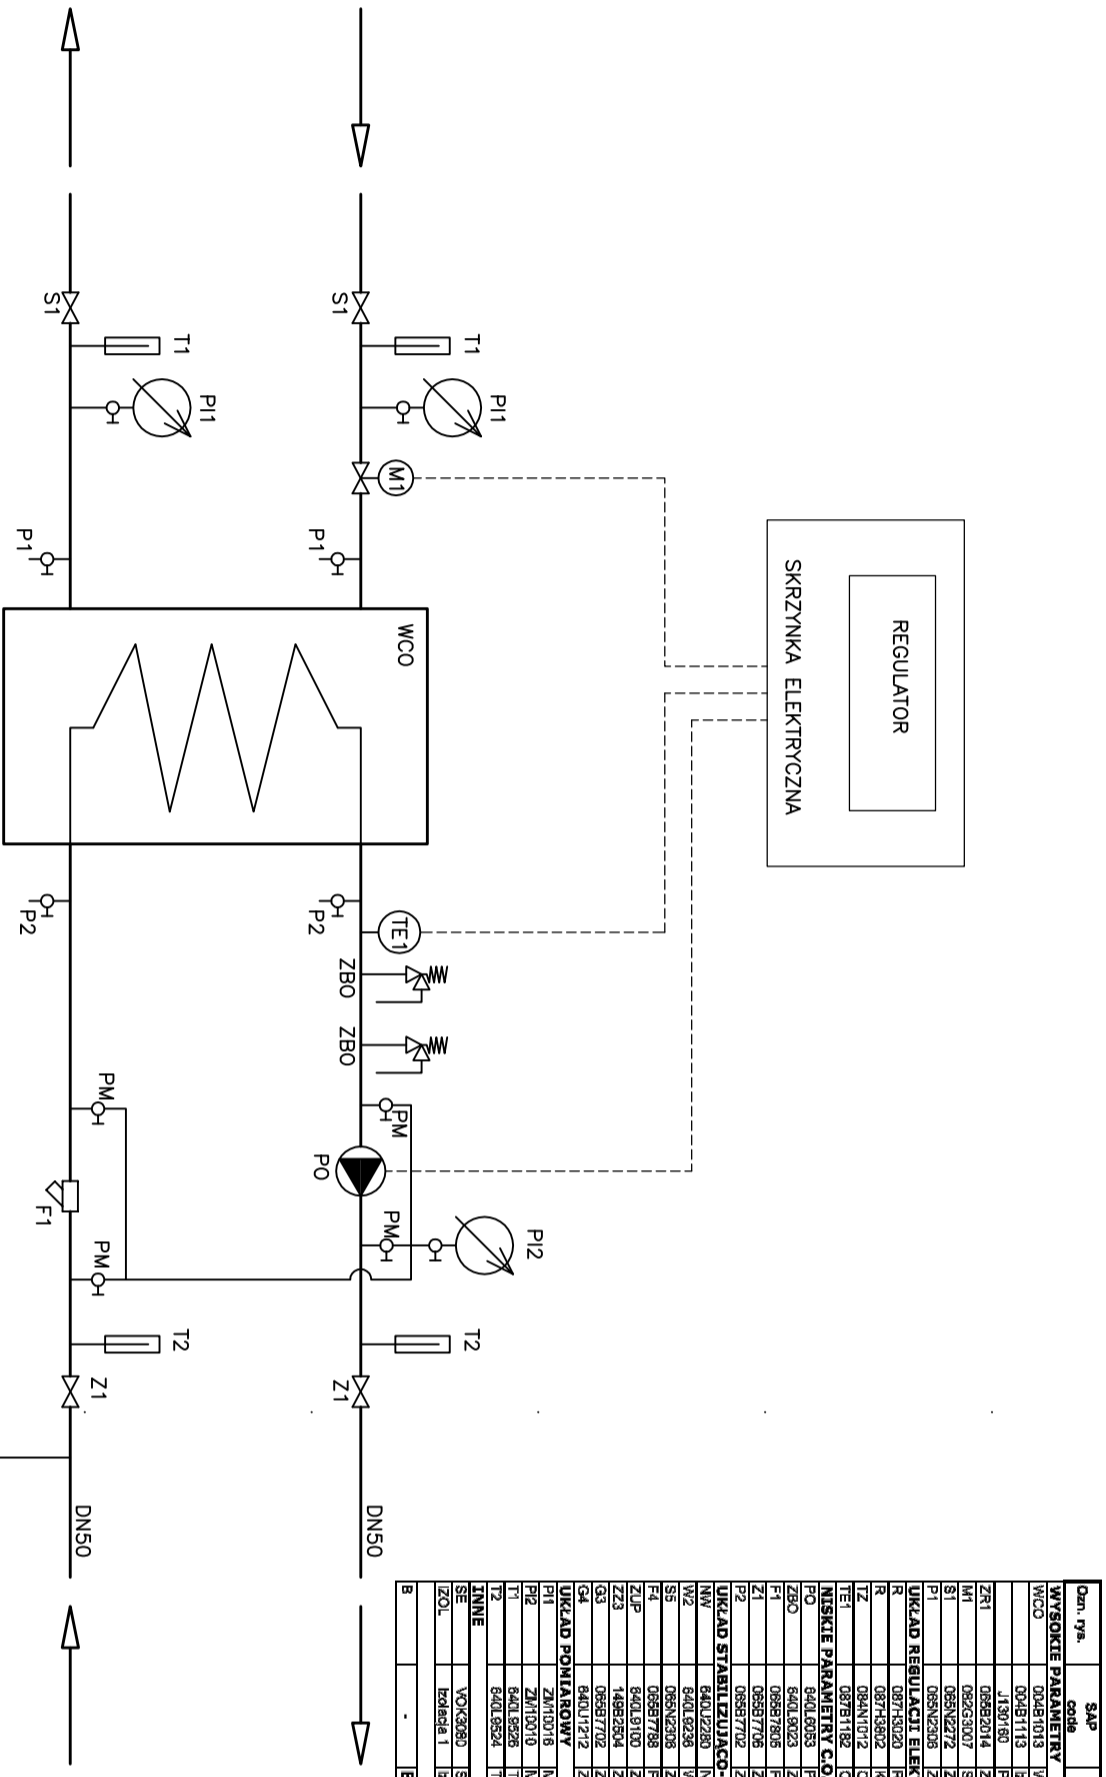 REGULATOR
SKRZYNKA ELEKTRYCZNA
S1
T1
PI1
M1
P1
S1
T1
PI1
P1
WCO
P2
TE1
ZBO
ZBO
PM
PO
PM
PI2
T2
Z1
DN50
P2
PM
F1
PM
T2
Z1
DN50
Ozn. rys. SAP code
WYSOKIE PARAMETRY
WCO 004B1013
004B1113
J130160
ZR1 065B2014
M1 082G3007
S1 065N2272
P1 065N2306
UKŁAD REGULACJI ELEK
R 087H3020
R 087H3802
TZ 084N1012
TE1 087B1182
NISKIE PARAMETRY C.O
PO 840L6053
ZBO 840L9023
F1 065B7805
Z1 065B7706
P2 065B7702
UKŁAD STABILIZUJĄCO-
NW 840U2280
W2 840L9236
S5 065N2306
F4 065B7788
ZUP 840L9100
ZZ3 149B2504
G3 065B7702
G4 840U1212
UKŁAD POMIAROWY
PI1 ZIM10016
PI2 ZIM10010
T1 840L9526
T2 840L9524
INNE
SE VOK3080
IZOL Izolacja 1
B -